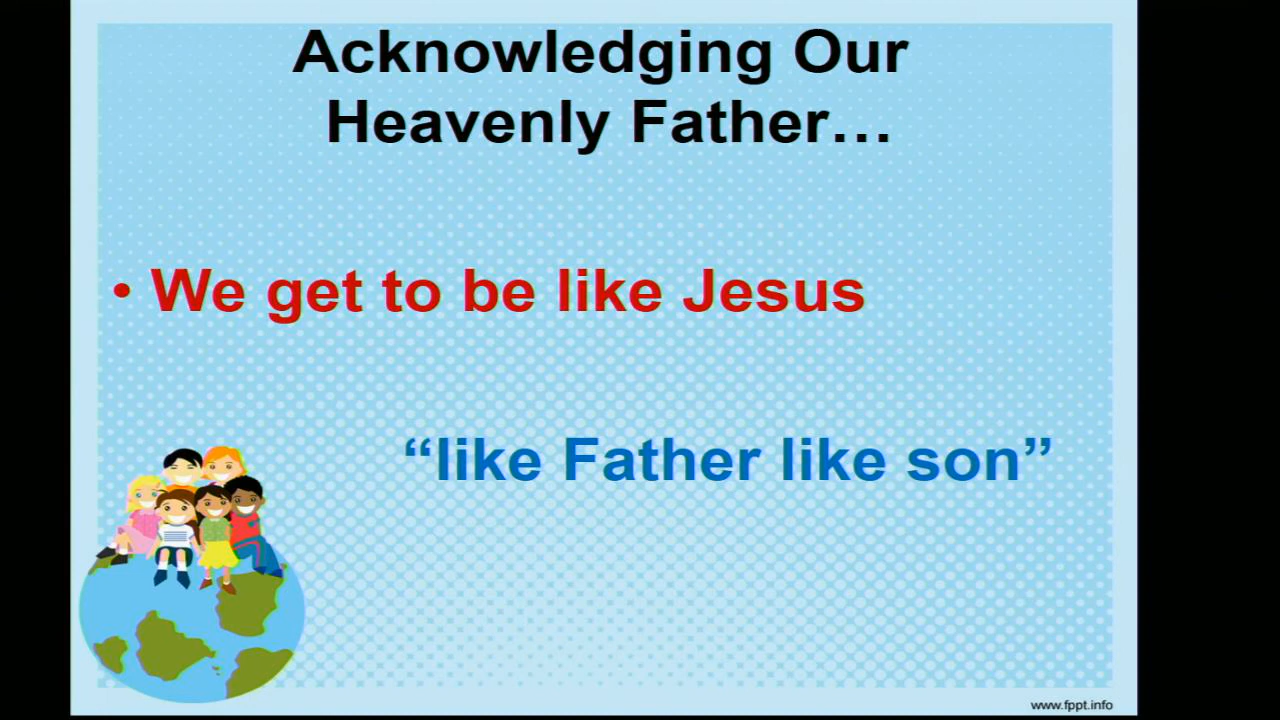 Acknowledging Our
Heavenly Father…
• We get to be like Jesus
“like Father like son”
www.fppt.info